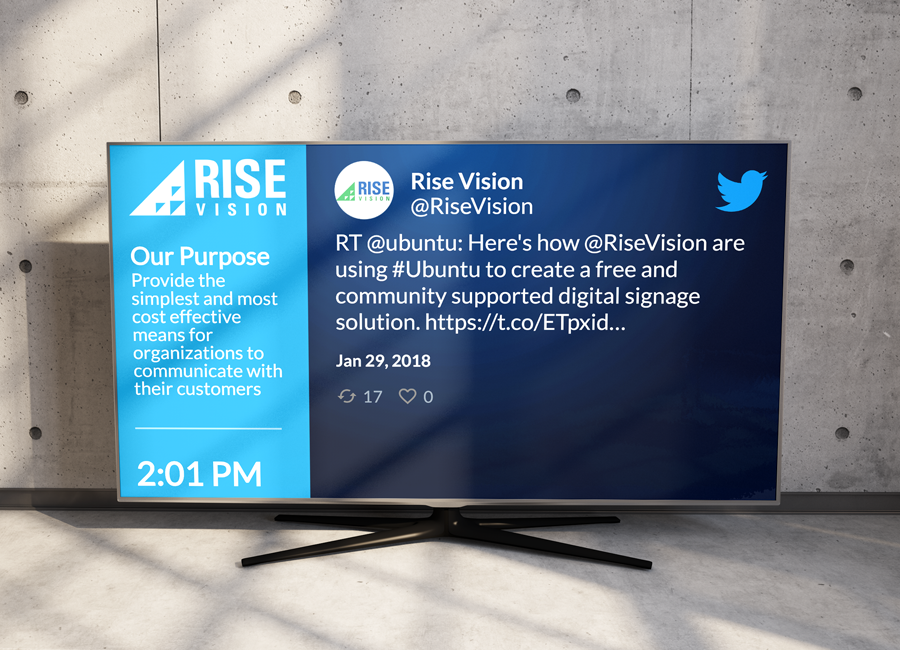 RISE
VISION
Our Purpose
Provide the
simplest and most
cost effective
means for
organizations to
communicate with
their customers
2:01 PM
RISE
VISION
Rise Vision
@RiseVision
RT @ubuntu: Here's how @RiseVision are
using #Ubuntu to create a free and
community supported digital signage
solution. https://t.co/ETpxid…
Jan 29, 2018
17 0